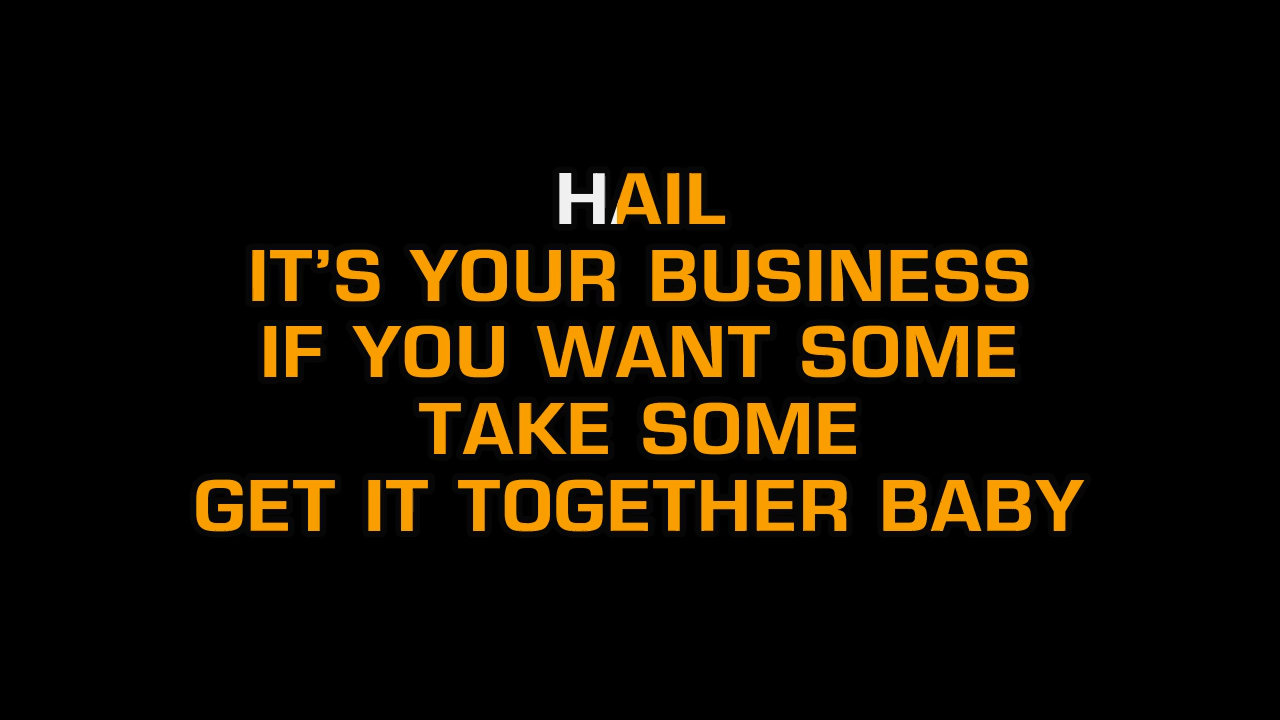 HAIL
IT’S YOUR BUSINESS
IF YOU WANT SOME
TAKE SOME
GET IT TOGETHER BABY